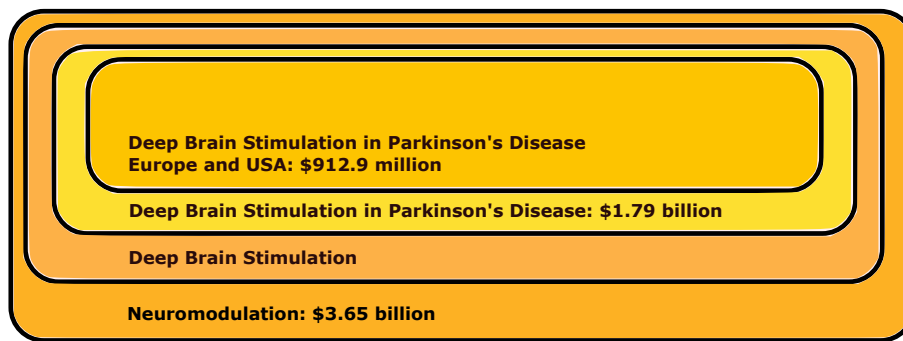 Deep Brain Stimulation in Parkinson's Disease
Europe and USA: $912.9 million
Deep Brain Stimulation in Parkinson's Disease: $1.79 billion
Deep Brain Stimulation
Neuromodulation: $3.65 billion